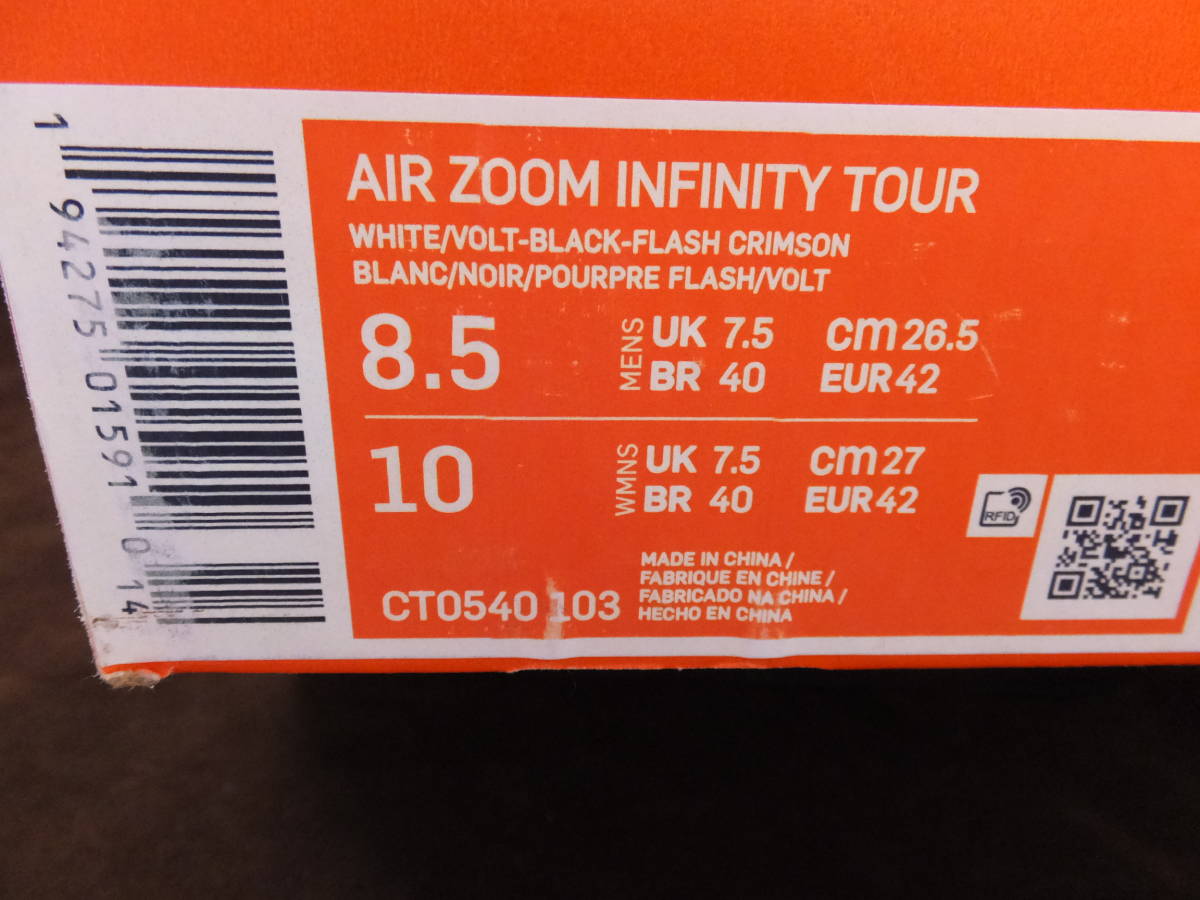 AIR ZOOM INFINITY TOUR
WHITE/VOLT-BLACK-FLASH CRIMSON
BLANC/NOIR/POURPRE FLASH/VOLT
8.5 MENS UK 7.5 cm 26.5
BR 40 EUR 42
10 WMNS UK 7.5 cm 27
BR 40 EUR 42
CT0540 103
MADE IN CHINA /
FABRIQUE EN CHINE /
FABRICADO NA CHINA /
HECHO EN CHINA
RFID
1 94275 01591 0 14